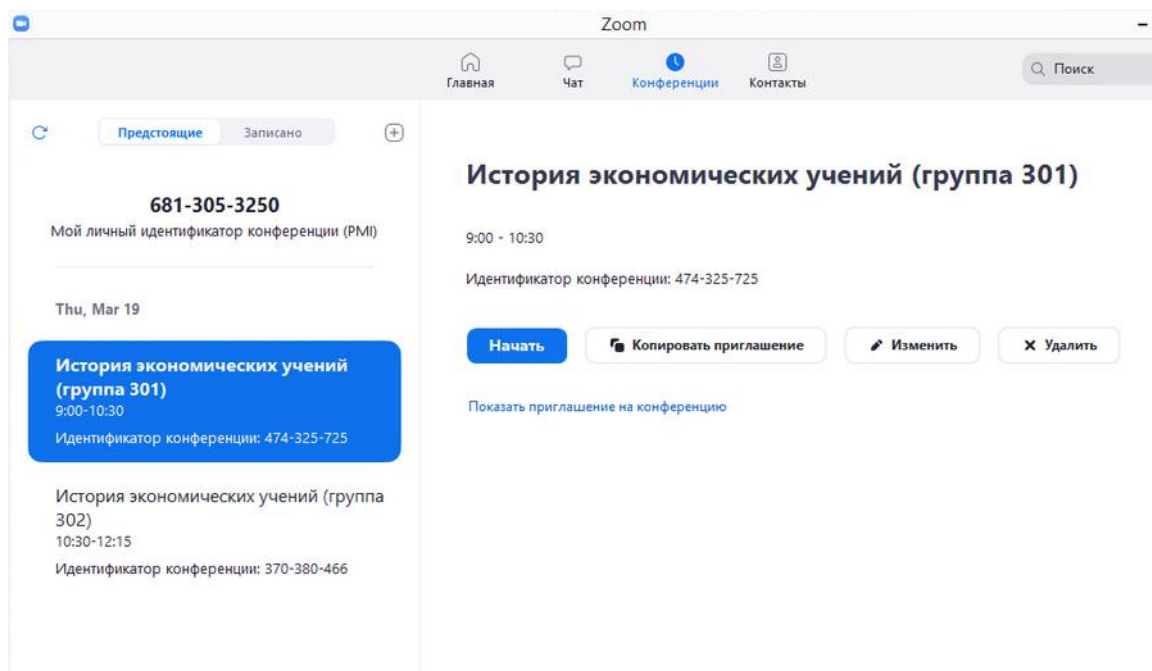 Zoom
Главная
Чат
Конференции
Контакты
Поиск
Предстоящие
Записано
681-305-3250
Мой личный идентификатор конференции (PMI)
Thu, Mar 19
История экономических учений
(группа 301)
9:00-10:30
Идентификатор конференции: 474-325-725
История экономических учений (группа
302)
10:30-12:15
Идентификатор конференции: 370-380-466
История экономических учений (группа 301)
9:00 - 10:30
Идентификатор конференции: 474-325-725
Начать
Копировать приглашение
Изменить
Удалить
Показать приглашение на конференцию